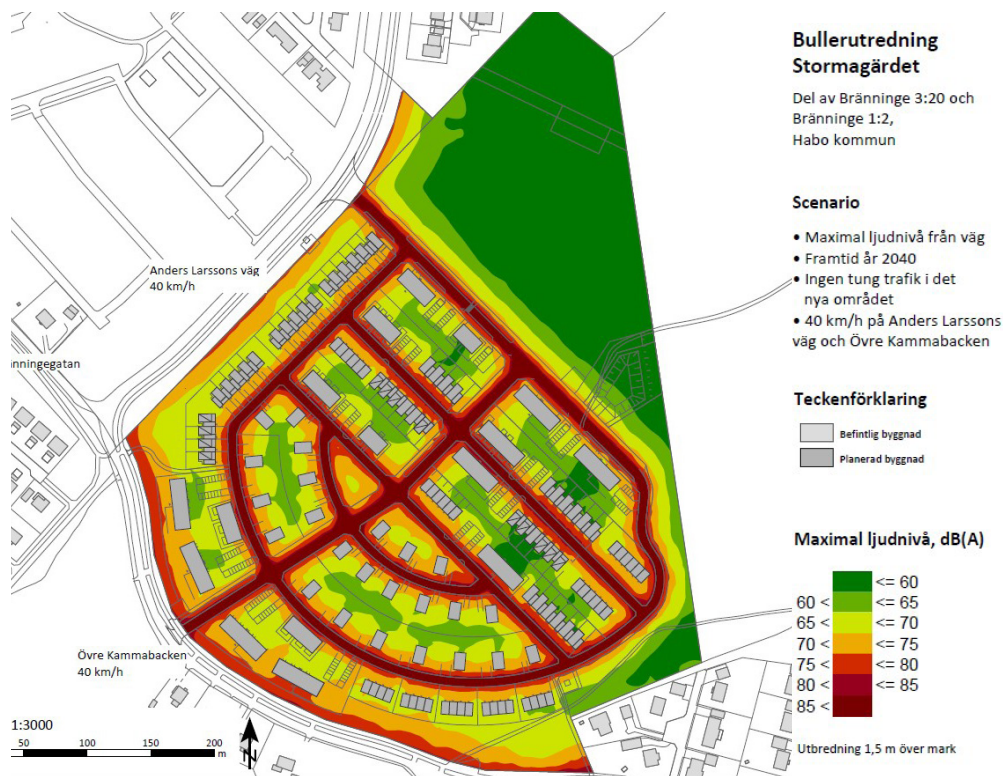 Bullerutredning
Stormagärdet
Del av Bränninge 3:20 och
Bränninge 1:2,
Habo kommun
Scenario
• Maximal ljudnivå från väg
• Framtid år 2040
• Ingen tung trafik i det
nya området
• 40 km/h på Anders Larssons
väg och Övre Kammabacken
Teckenförklaring
Befintlig byggnad
Planerad byggnad
Maximal ljudnivå, dB(A)
<= 60
60 < <= 65
65 < <= 70
70 < <= 75
75 < <= 80
80 < <= 85
85 <
Utbredning 1,5 m över mark
Anders Larssons väg
40 km/h
nningegatan
Övre Kammabacken
40 km/h
1:3000
50 100 150 200
m
N